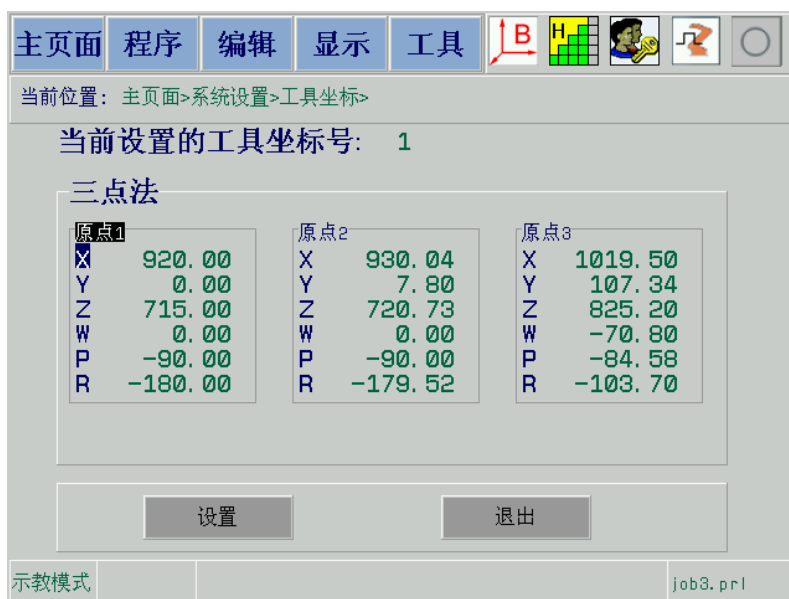 主页面 程序 编辑 显示 工具 B H
当前位置: 主页面>系统设置>工具坐标>
当前设置的工具坐标号: 1
三点法
原点1 原点2 原点3
X 920.00 X 930.04 X 1019.50
Y 0.00 Y 7.80 Y 107.34
Z 715.00 Z 720.73 Z 825.20
W 0.00 W 0.00 W -70.80
P -90.00 P -90.00 P -84.58
R -180.00 R -179.52 R -103.70
设置 退出
示教模式 job3.prl